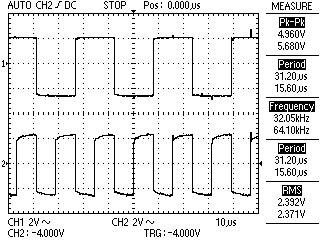 AUTO CH2 DC STOP Pos: 0.000µs MEASURE
Pk-Pk
4.960V
5.680V
1
Period
31.20µs
15.60µs
Frequency
32.05kHz
64.10kHz
Period
31.20µs
15.60µs
2
RMS
2.392V
2.371V
CH1 2V ~ CH2 2V ~ 10µs
CH2: -4.000V TRG: -4.000V